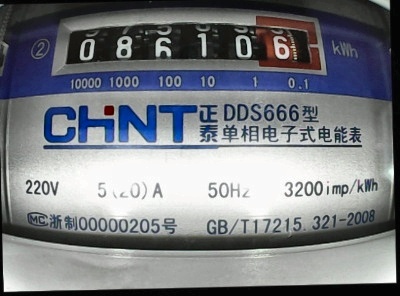 ② 086106 kWh
10000 1000 100 10 1 0.1
CHNT 正泰 DDS666型
单相电子式电能表
220V 5(20)A 50Hz 3200imp/kWh
MC 浙制00000205号 GB/T17215.321-2008